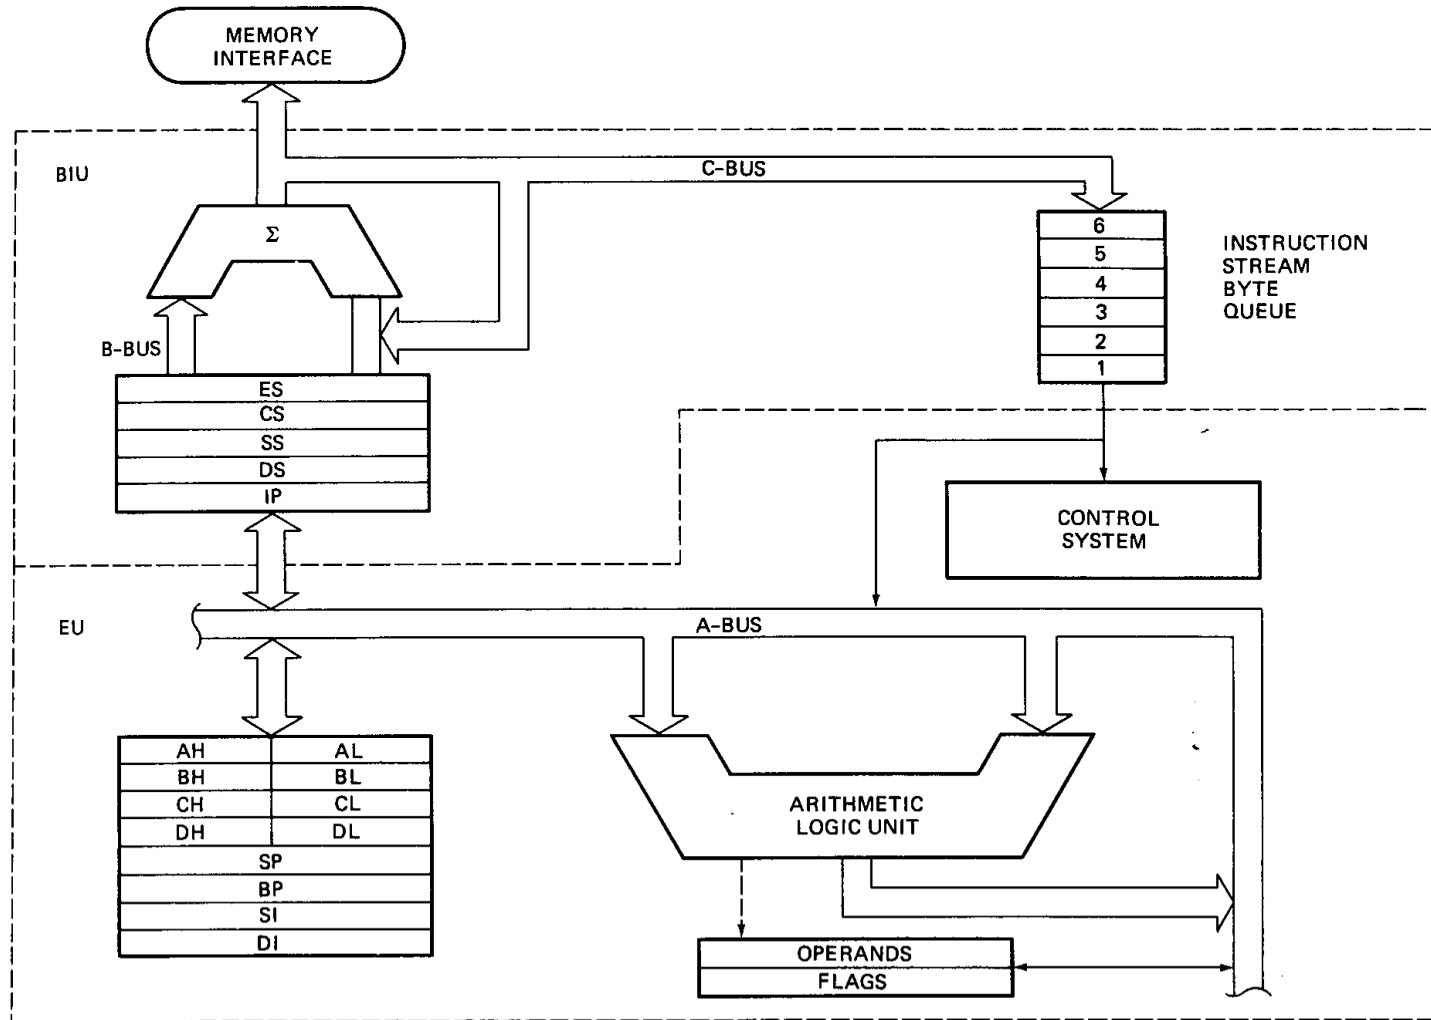 MEMORY
INTERFACE
BIU
C-BUS
Σ
6
5
4
3
2
1
INSTRUCTION
STREAM
BYTE
QUEUE
B-BUS
ES
CS
SS
DS
IP
CONTROL
SYSTEM
EU
A-BUS
AH AL
BH BL
CH CL
DH DL
SP
BP
SI
DI
ARITHMETIC
LOGIC UNIT
OPERANDS
FLAGS